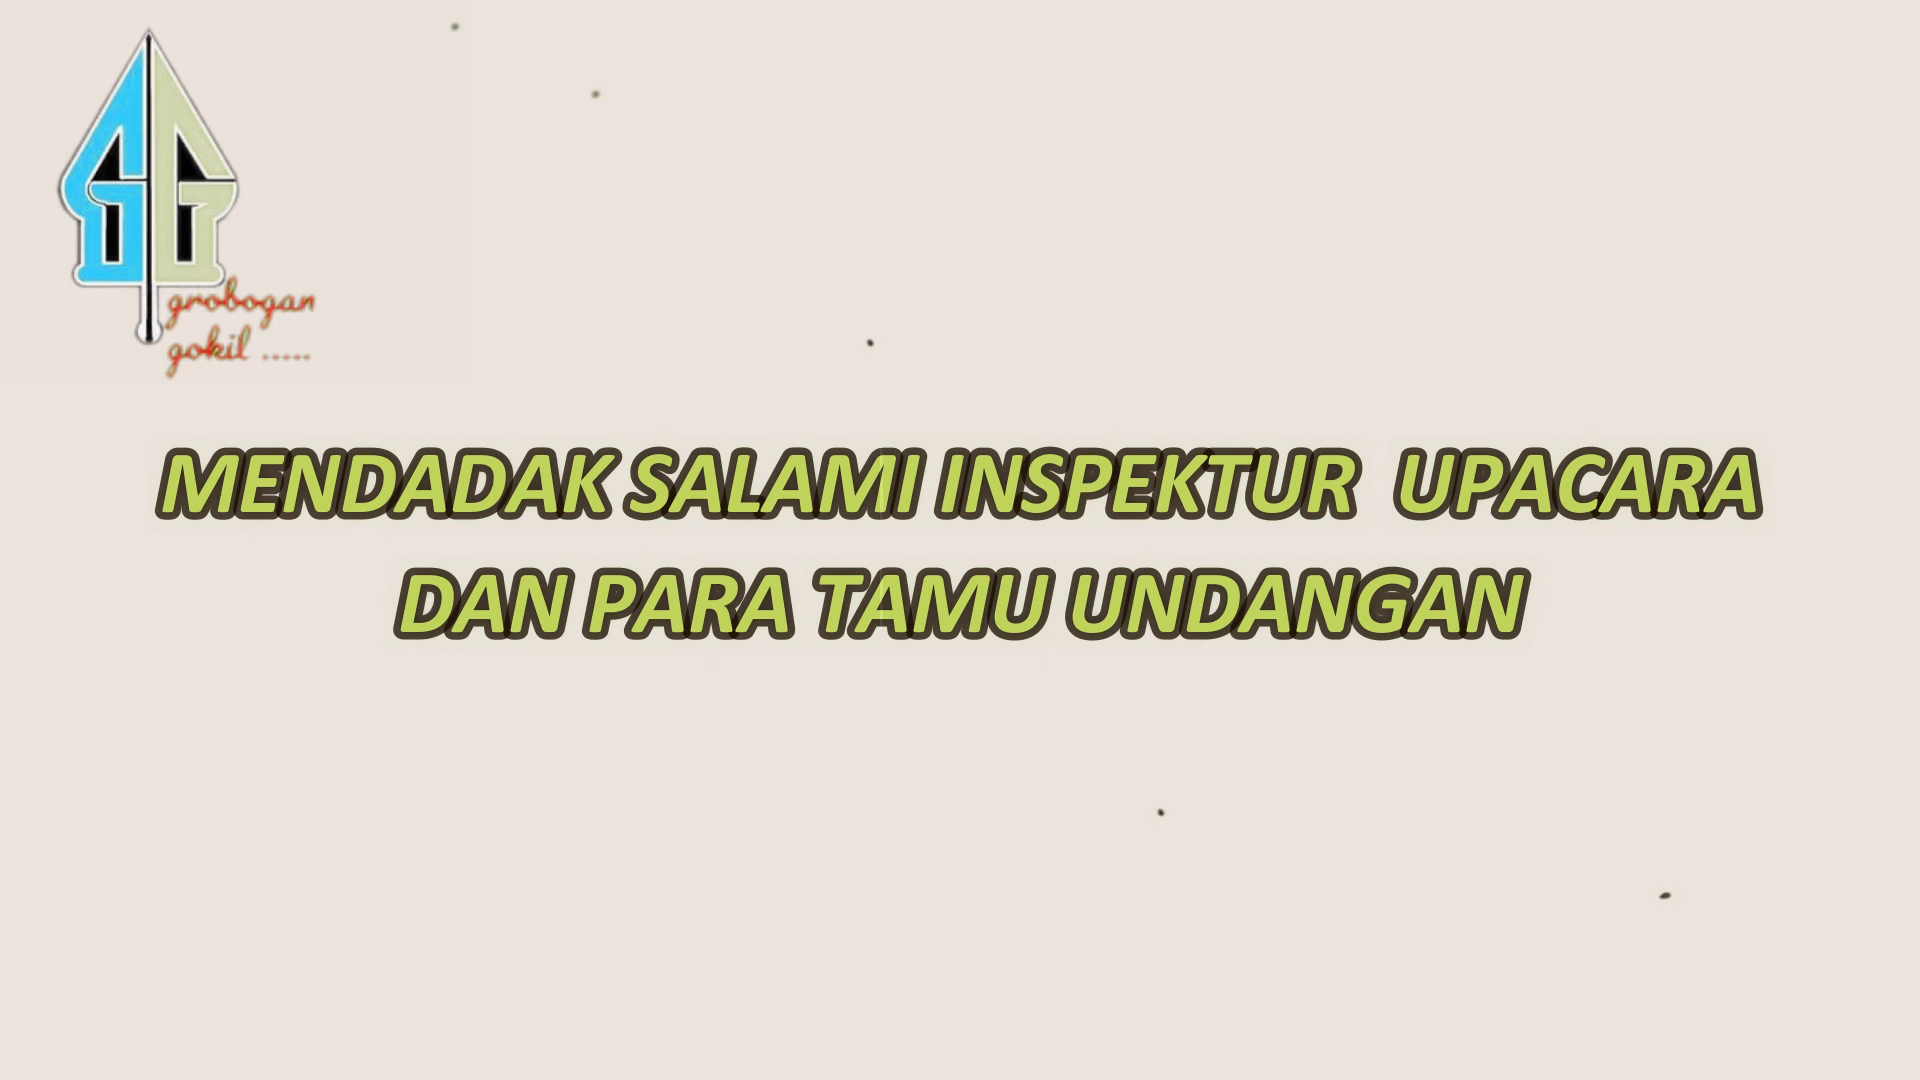 grobogan
gokil .....
MENDADAK SALAMI INSPEKTUR UPACARA
DAN PARA TAMU UNDANGAN